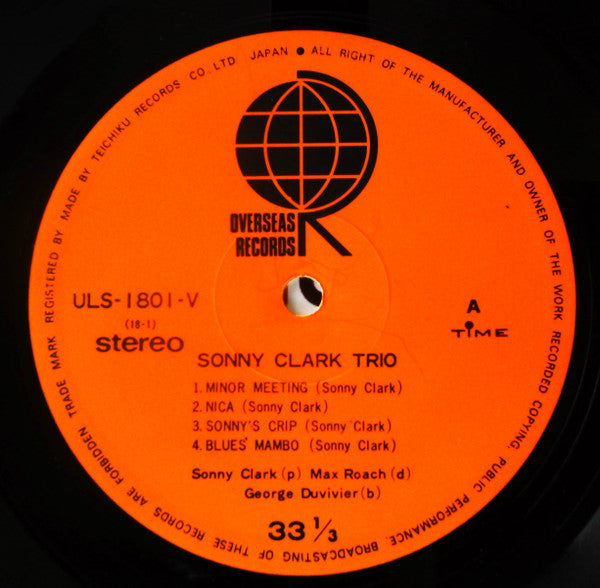 MADE BY TEICHIKU RECORDS CO., LTD JAPAN ● ALL RIGHT OF THE MANUFACTURER AND OWNER OF THE WORK RECORDED COPYING, PUBLIC PERFORMANCE, BROADCASTING OF THESE RECORDS ARE FORBIDDEN TRADE MARK REGISTERED BY
OVERSEAS
RECORDS
ULS-1801-V
(18-1)
stereo
A
TIME
SONNY CLARK TRIO
1. MINOR MEETING (Sonny Clark)
2. NICA (Sonny Clark)
3. SONNY'S CRIP (Sonny Clark)
4. BLUES' MAMBO (Sonny Clark)
Sonny Clark (p) Max Roach (d)
George Duvivier (b)
33 1/3